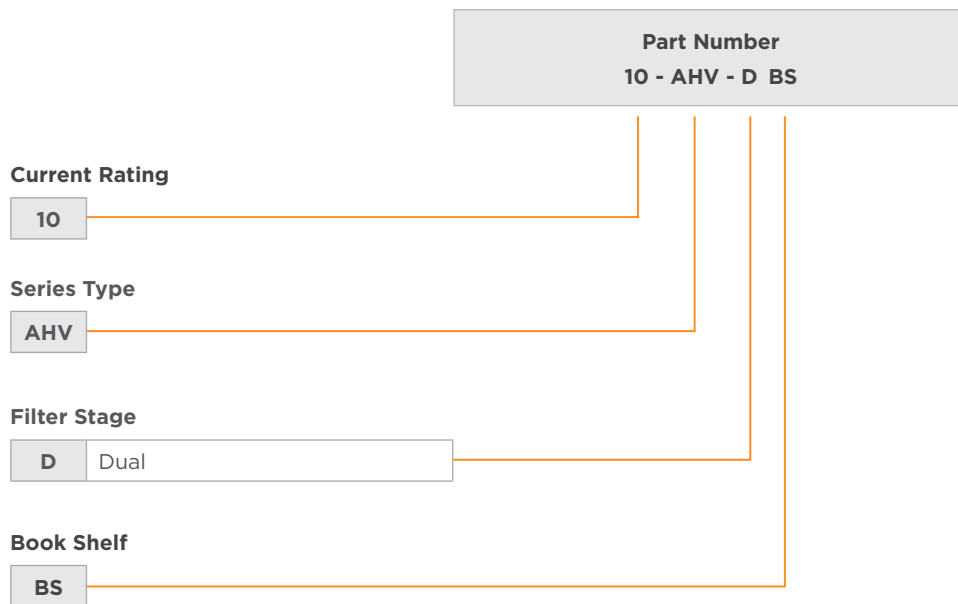 Part Number
10 - AHV - D BS
Current Rating
10
Series Type
AHV
Filter Stage
D Dual
Book Shelf
BS